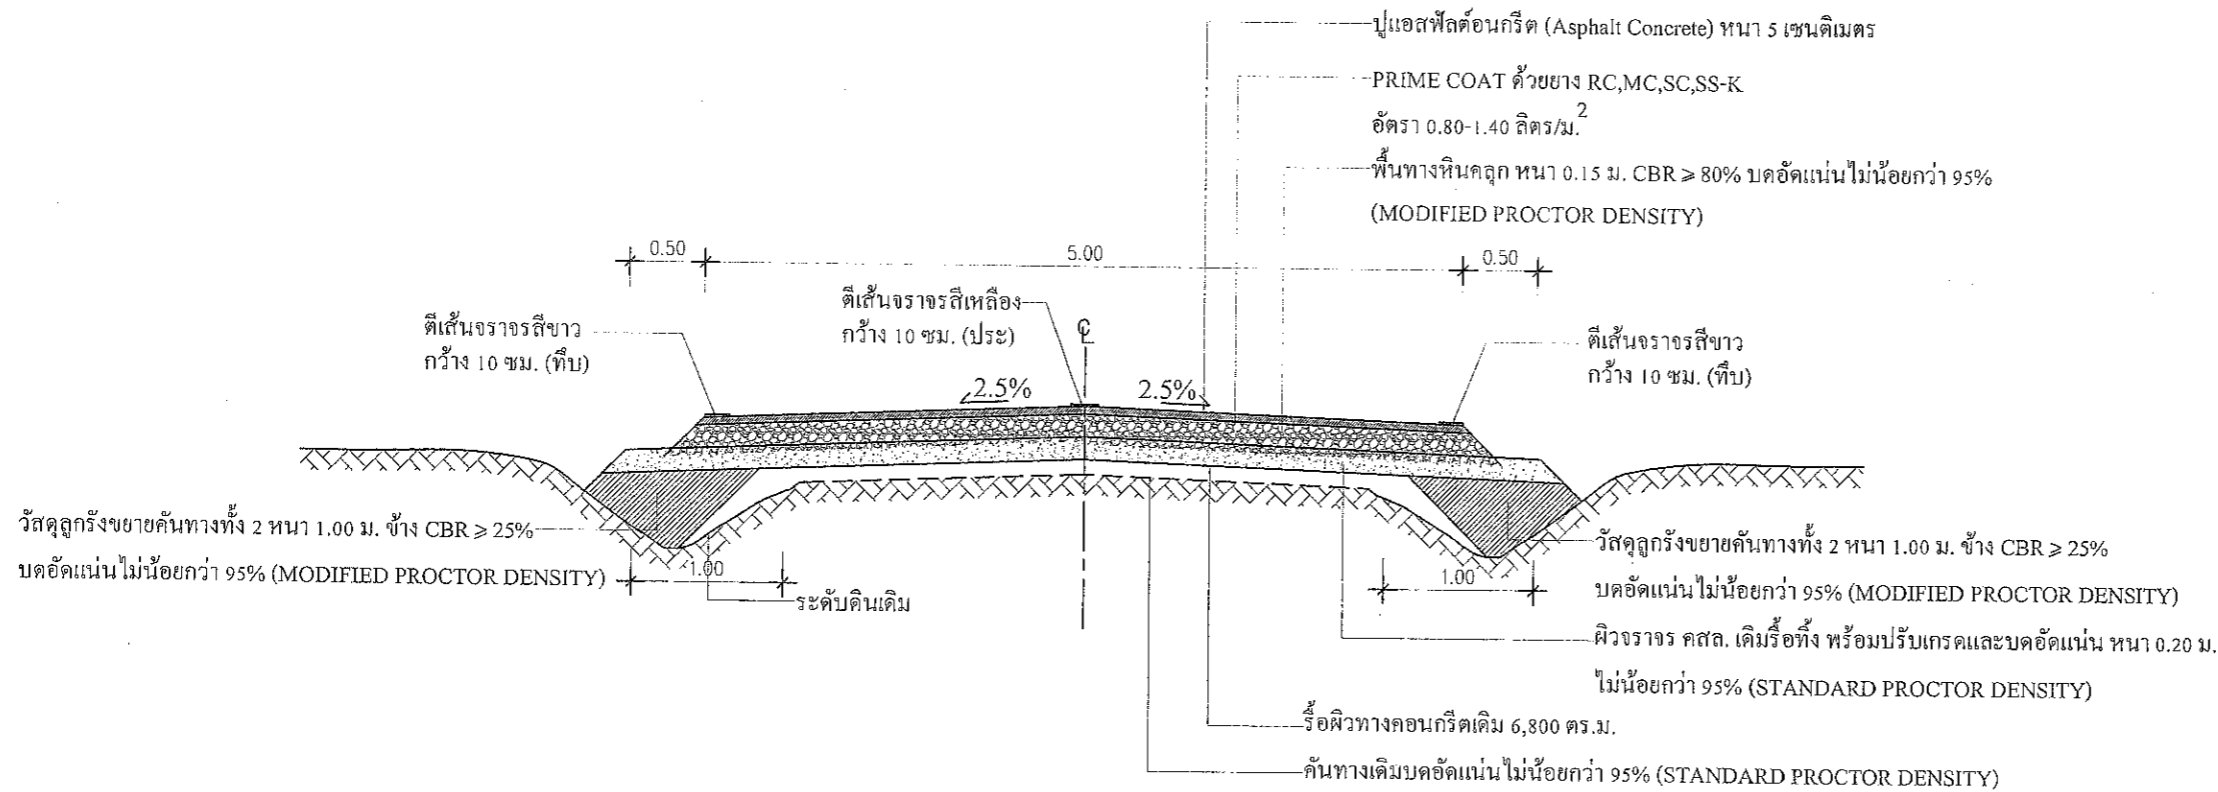 ปูแอสฟัลต์อนกรีต (Asphalt Concrete) หนา 5 เซนติเมตร
PRIME COAT ด้วยยาง RC,MC,SC,SS-K
อัตรา 0.80-1.40 ลิตร/ม.2
พื้นทางหินคลุก หนา 0.15 ม. CBR ⩾ 80% บดอัดแน่นไม่น้อยกว่า 95%
(MODIFIED PROCTOR DENSITY)
0.50
5.00
0.50
ตีเส้นจราจรสีเหลือง
กว้าง 10 ซม. (ประ)
℄
ตีเส้นจราจรสีขาว
กว้าง 10 ซม. (ทึบ)
ตีเส้นจราจรสีขาว
กว้าง 10 ซม. (ทึบ)
2.5%
2.5%
วัสดุลูกรังขยายคันทางทั้ง 2 หนา 1.00 ม. ข้าง CBR ⩾ 25%
บดอัดแน่นไม่น้อยกว่า 95% (MODIFIED PROCTOR DENSITY)
1.00
ระดับดินเดิม
1.00
วัสดุลูกรังขยายคันทางทั้ง 2 หนา 1.00 ม. ข้าง CBR ⩾ 25%
บดอัดแน่นไม่น้อยกว่า 95% (MODIFIED PROCTOR DENSITY)
ผิวจราจร คสล. เดิมรื้อทิ้ง พร้อมปรับเกรดและบดอัดแน่น หนา 0.20 ม.
ไม่น้อยกว่า 95% (STANDARD PROCTOR DENSITY)
รื้อผิวทางคอนกรีตเดิม 6,800 ตร.ม.
คันทางเดิมบดอัดแน่นไม่น้อยกว่า 95% (STANDARD PROCTOR DENSITY)